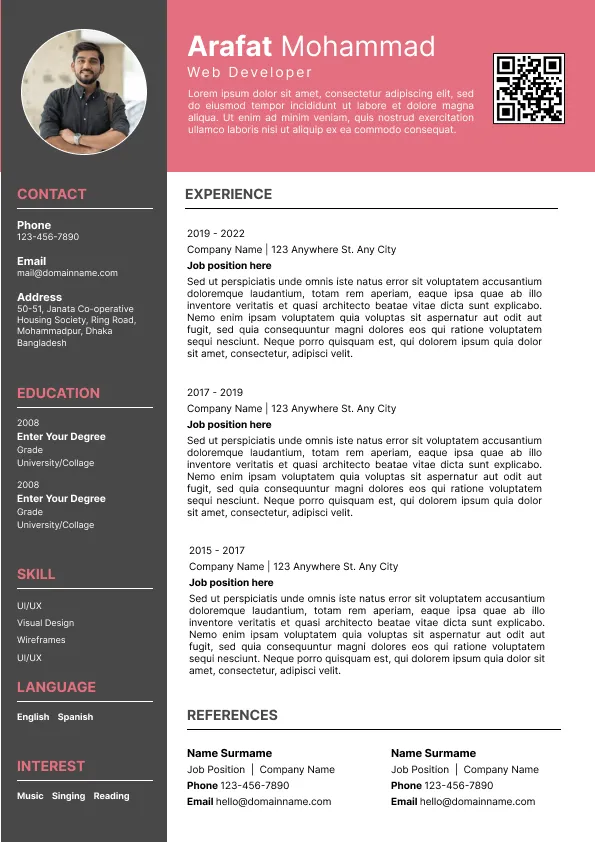 Arafat Mohammad
Web Developer
Lorem ipsum dolor sit amet, consectetur adipiscing elit, sed
do eiusmod tempor incididunt ut labore et dolore magna
aliqua. Ut enim ad minim veniam, quis nostrud exercitation
ullamco laboris nisi ut aliquip ex ea commodo consequat.
CONTACT
Phone
123-456-7890
Email
mail@domainname.com
Address
50-51, Janata Co-operative
Housing Society, Ring Road,
Mohammadpur, Dhaka
Bangladesh
EDUCATION
2008
Enter Your Degree
Grade
University/Collage
2008
Enter Your Degree
Grade
University/Collage
SKILL
UI/UX
Visual Design
Wireframes
UI/UX
LANGUAGE
English Spanish
INTEREST
Music Singing Reading
EXPERIENCE
2019 - 2022
Company Name | 123 Anywhere St. Any City
Job position here
Sed ut perspiciatis unde omnis iste natus error sit voluptatem accusantium
doloremque laudantium, totam rem aperiam, eaque ipsa quae ab illo
inventore veritatis et quasi architecto beatae vitae dicta sunt explicabo.
Nemo enim ipsam voluptatem quia voluptas sit aspernatur aut odit aut
fugit, sed quia consequuntur magni dolores eos qui ratione voluptatem
sequi nesciunt. Neque porro quisquam est, qui dolorem ipsum quia dolor
sit amet, consectetur, adipisci velit.
2017 - 2019
Company Name | 123 Anywhere St. Any City
Job position here
Sed ut perspiciatis unde omnis iste natus error sit voluptatem accusantium
doloremque laudantium, totam rem aperiam, eaque ipsa quae ab illo
inventore veritatis et quasi architecto beatae vitae dicta sunt explicabo.
Nemo enim ipsam voluptatem quia voluptas sit aspernatur aut odit aut
fugit, sed quia consequuntur magni dolores eos qui ratione voluptatem
sequi nesciunt. Neque porro quisquam est, qui dolorem ipsum quia dolor
sit amet, consectetur, adipisci velit.
2015 - 2017
Company Name | 123 Anywhere St. Any City
Job position here
Sed ut perspiciatis unde omnis iste natus error sit voluptatem accusantium
doloremque laudantium, totam rem aperiam, eaque ipsa quae ab illo
inventore veritatis et quasi architecto beatae vitae dicta sunt explicabo.
Nemo enim ipsam voluptatem quia voluptas sit aspernatur aut odit aut
fugit, sed quia consequuntur magni dolores eos qui ratione voluptatem
sequi nesciunt. Neque porro quisquam est, qui dolorem ipsum quia dolor sit
amet, consectetur, adipisci velit.
REFERENCES
Name Surname
Job Position | Company Name
Phone 123-456-7890
Email hello@domainname.com
Name Surname
Job Position | Company Name
Phone 123-456-7890
Email hello@domainname.com